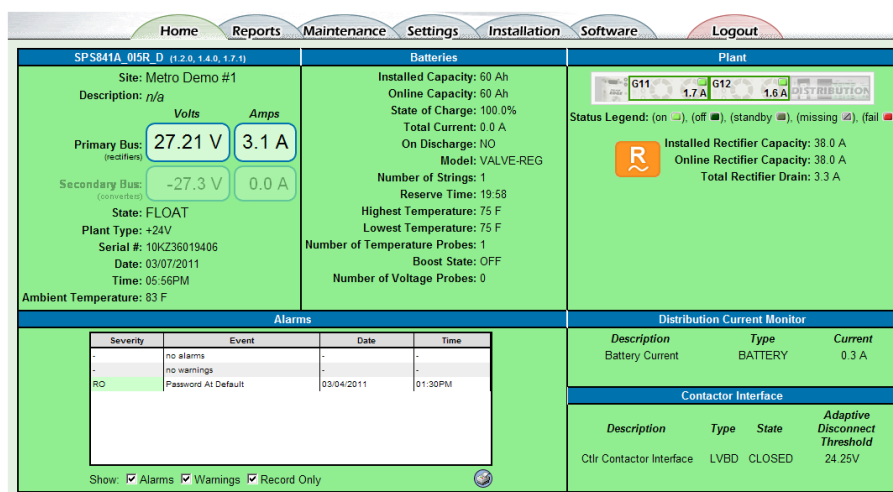 Home Reports Maintenance Settings Installation Software Logout
SPS841A_0I5R_D (1.2.0, 1.4.0, 1.7.1)
Site: Metro Demo #1
Description: n/a
Volts Amps
Primary Bus: 27.21 V 3.1 A
(rectifiers)
Secondary Bus: -27.3 V 0.0 A
(converters)
State: FLOAT
Plant Type: +24V
Serial #: 10KZ36019406
Date: 03/07/2011
Time: 05:56PM
Ambient Temperature: 83 F
Batteries
Installed Capacity: 60 Ah
Online Capacity: 60 Ah
State of Charge: 100.0%
Total Current: 0.0 A
On Discharge: NO
Model: VALVE-REG
Number of Strings: 1
Reserve Time: 19:58
Highest Temperature: 75 F
Lowest Temperature: 75 F
Number of Temperature Probes: 1
Boost State: OFF
Number of Voltage Probes: 0
Plant
G11 G12
1.7 A 1.6 A DISTRIBUTION
Status Legend: (on ), (off ), (standby ), (missing ), (fail
R
Installed Rectifier Capacity: 38.0 A
Online Rectifier Capacity: 38.0 A
Total Rectifier Drain: 3.3 A
Alarms
Severity Event Date Time
- no alarms - -
- no warnings - -
RO Password At Default 03/04/2011 01:30PM
Show: Alarms Warnings Record Only
Distribution Current Monitor
Description Type Current
Battery Current BATTERY 0.3 A
Contactor Interface
Description Type State Adaptive Disconnect Threshold
Ctlr Contactor Interface LVBD CLOSED 24.25V